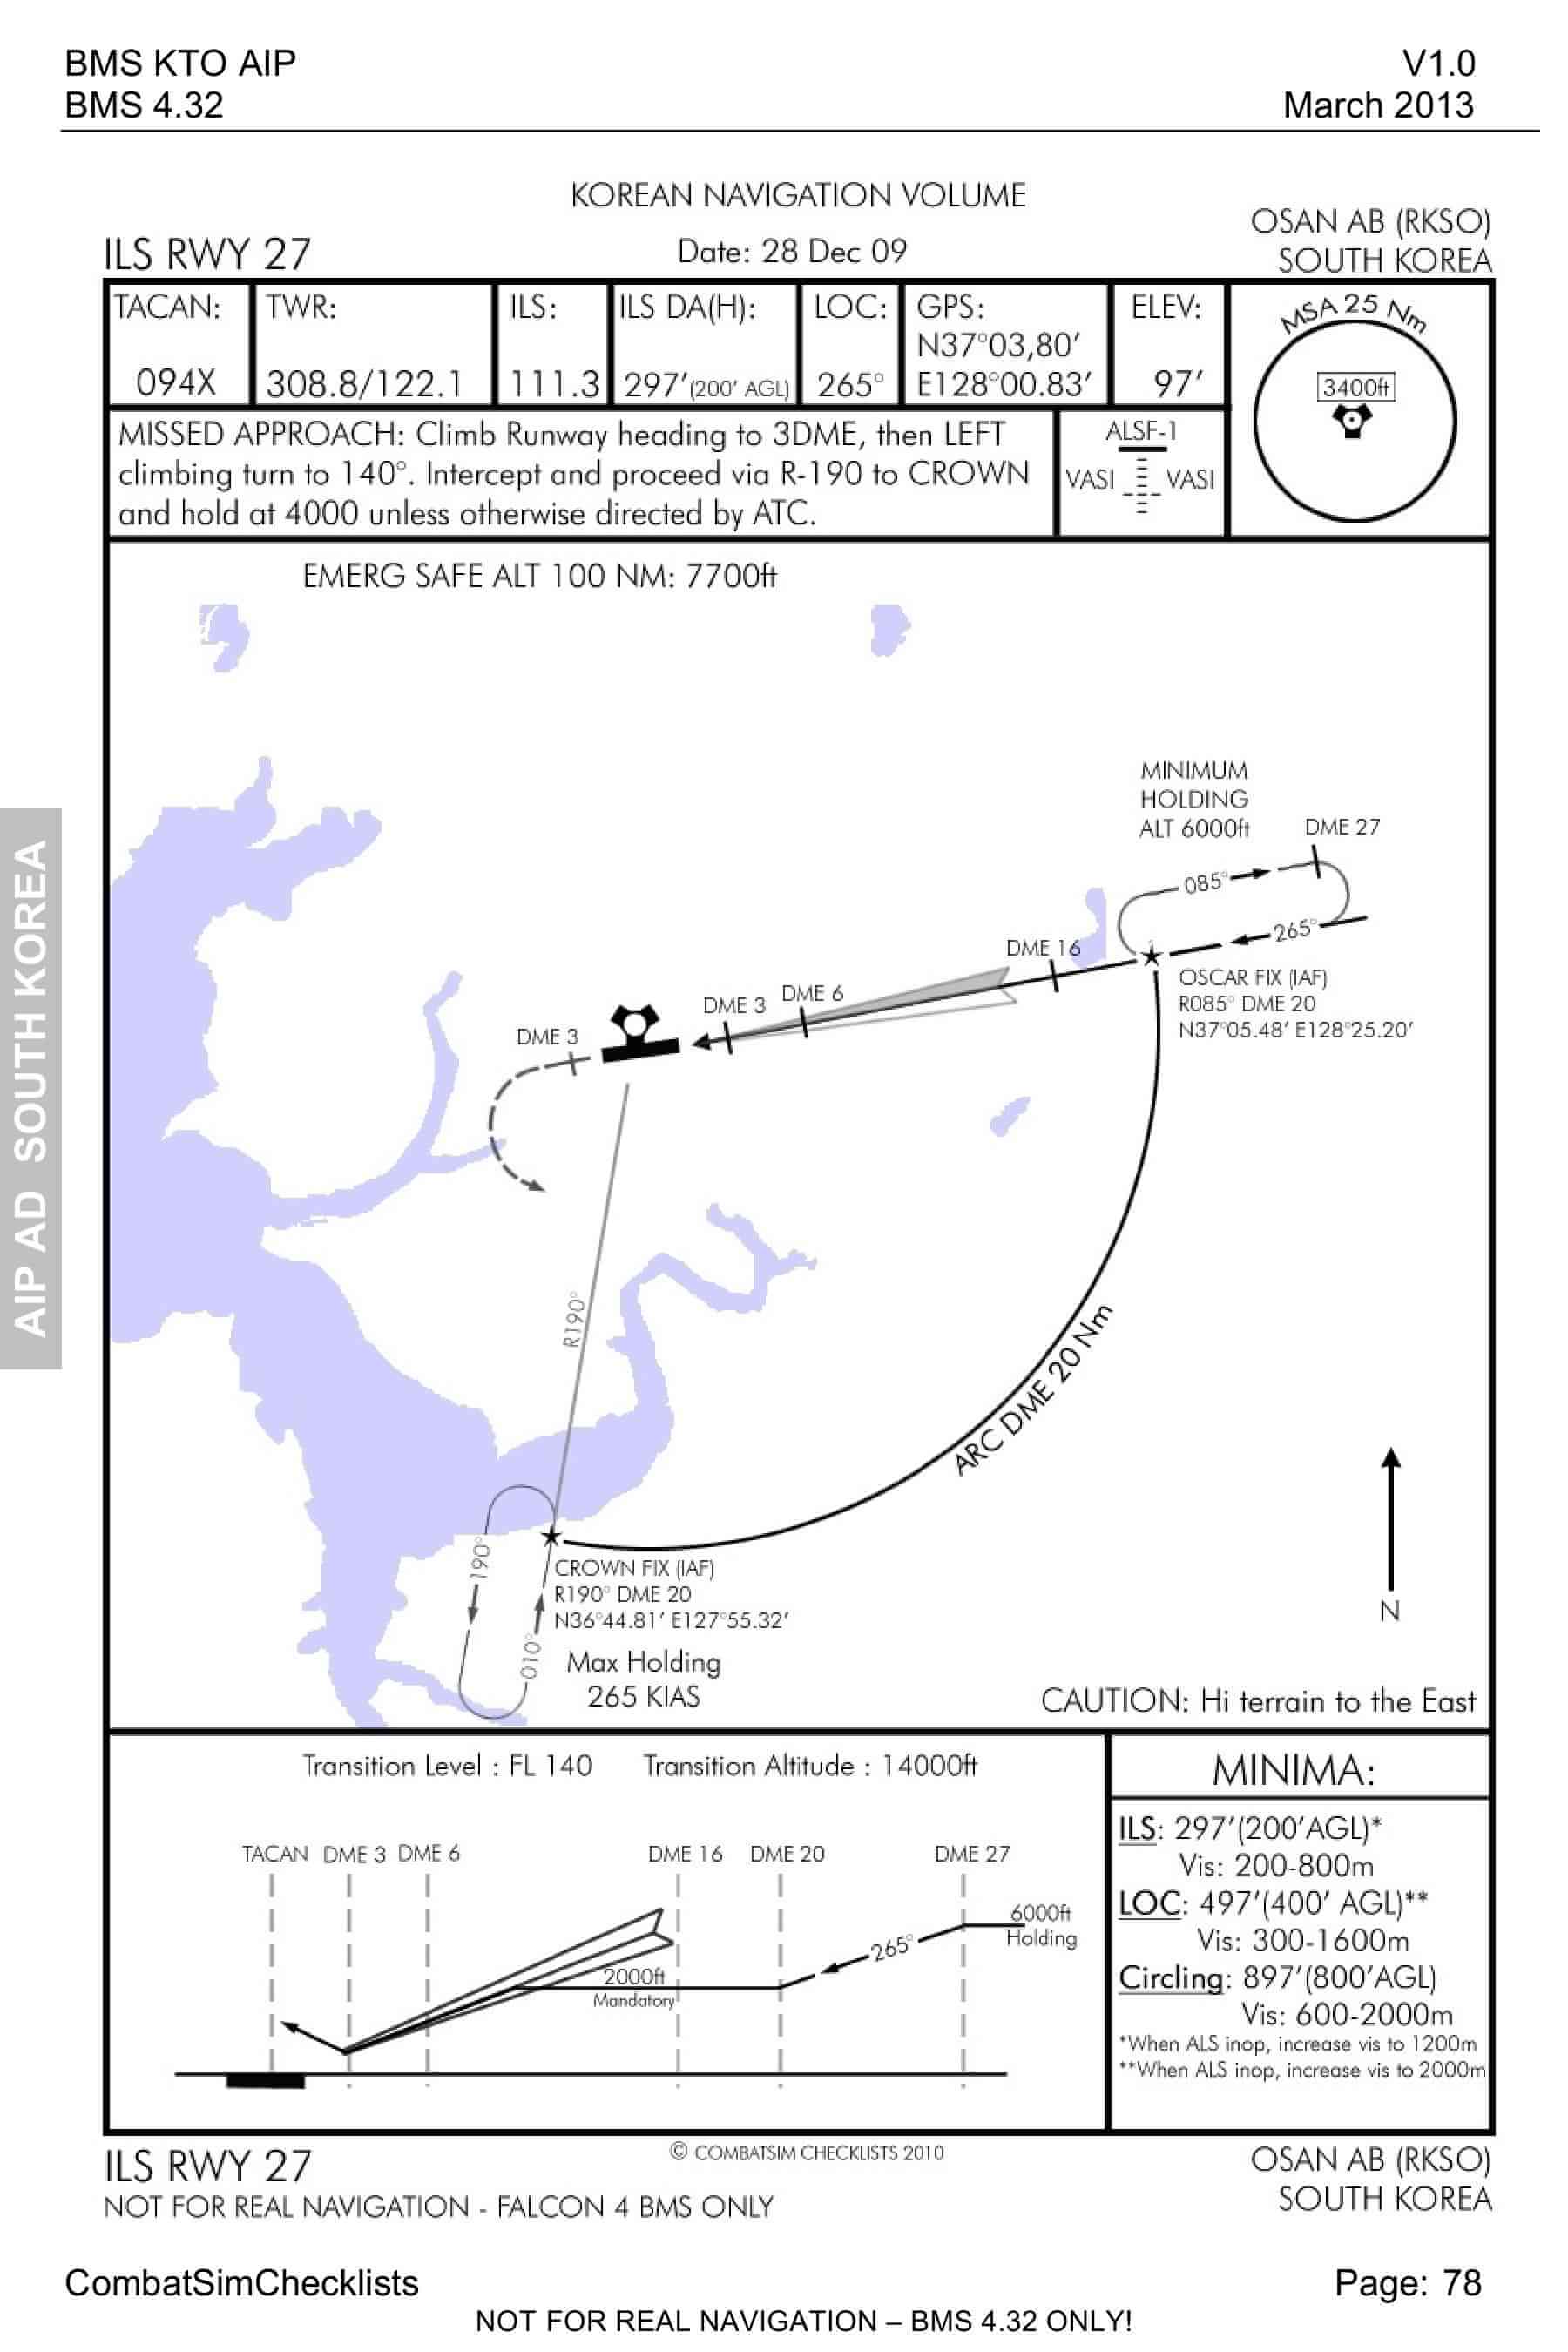 BMS KTO AIP
V1.0
BMS 4.32
March 2013
KOREAN NAVIGATION VOLUME
ILS RWY 27
Date: 28 Dec 09
OSAN AB (RKSO)
SOUTH KOREA
TACAN:
094X
TWR:
308.8/122.1
ILS:
111.3
ILS DA(H):
297'(200' AGL)
LOC:
265°
GPS:
N37°03,80'
E128°00.83'
ELEV:
97'
MSA 25 Nm
3400ft
MISSED APPROACH: Climb Runway heading to 3DME, then LEFT
climbing turn to 140°. Intercept and proceed via R-190 to CROWN
and hold at 4000 unless otherwise directed by ATC.
ALSF-1
VASI VASI
EMERG SAFE ALT 100 NM: 7700ft
MINIMUM
HOLDING
ALT 6000ft
DME 27
085°
265°
DME 16
OSCAR FIX (IAF)
R085° DME 20
N37°05.48' E128°25.20'
DME 6
DME 3
DME 3
R190°
ARC DME 20 Nm
190°
010°
CROWN FIX (IAF)
R190° DME 20
N36°44.81' E127°55.32'
Max Holding
265 KIAS
N
CAUTION: Hi terrain to the East
AIP AD SOUTH KOREA
Transition Level : FL 140 Transition Altitude : 14000ft
TACAN DME 3 DME 6 DME 16 DME 20 DME 27
6000ft
Holding
265°
2000ft
Mandatory
MINIMA:
ILS: 297'(200'AGL)*
Vis: 200-800m
LOC: 497'(400' AGL)**
Vis: 300-1600m
Circling: 897'(800'AGL)
Vis: 600-2000m
*When ALS inop, increase vis to 1200m
**When ALS inop, increase vis to 2000m
ILS RWY 27
© COMBATSIM CHECKLISTS 2010
OSAN AB (RKSO)
NOT FOR REAL NAVIGATION - FALCON 4 BMS ONLY
SOUTH KOREA
CombatSimChecklists
Page: 78
NOT FOR REAL NAVIGATION – BMS 4.32 ONLY!